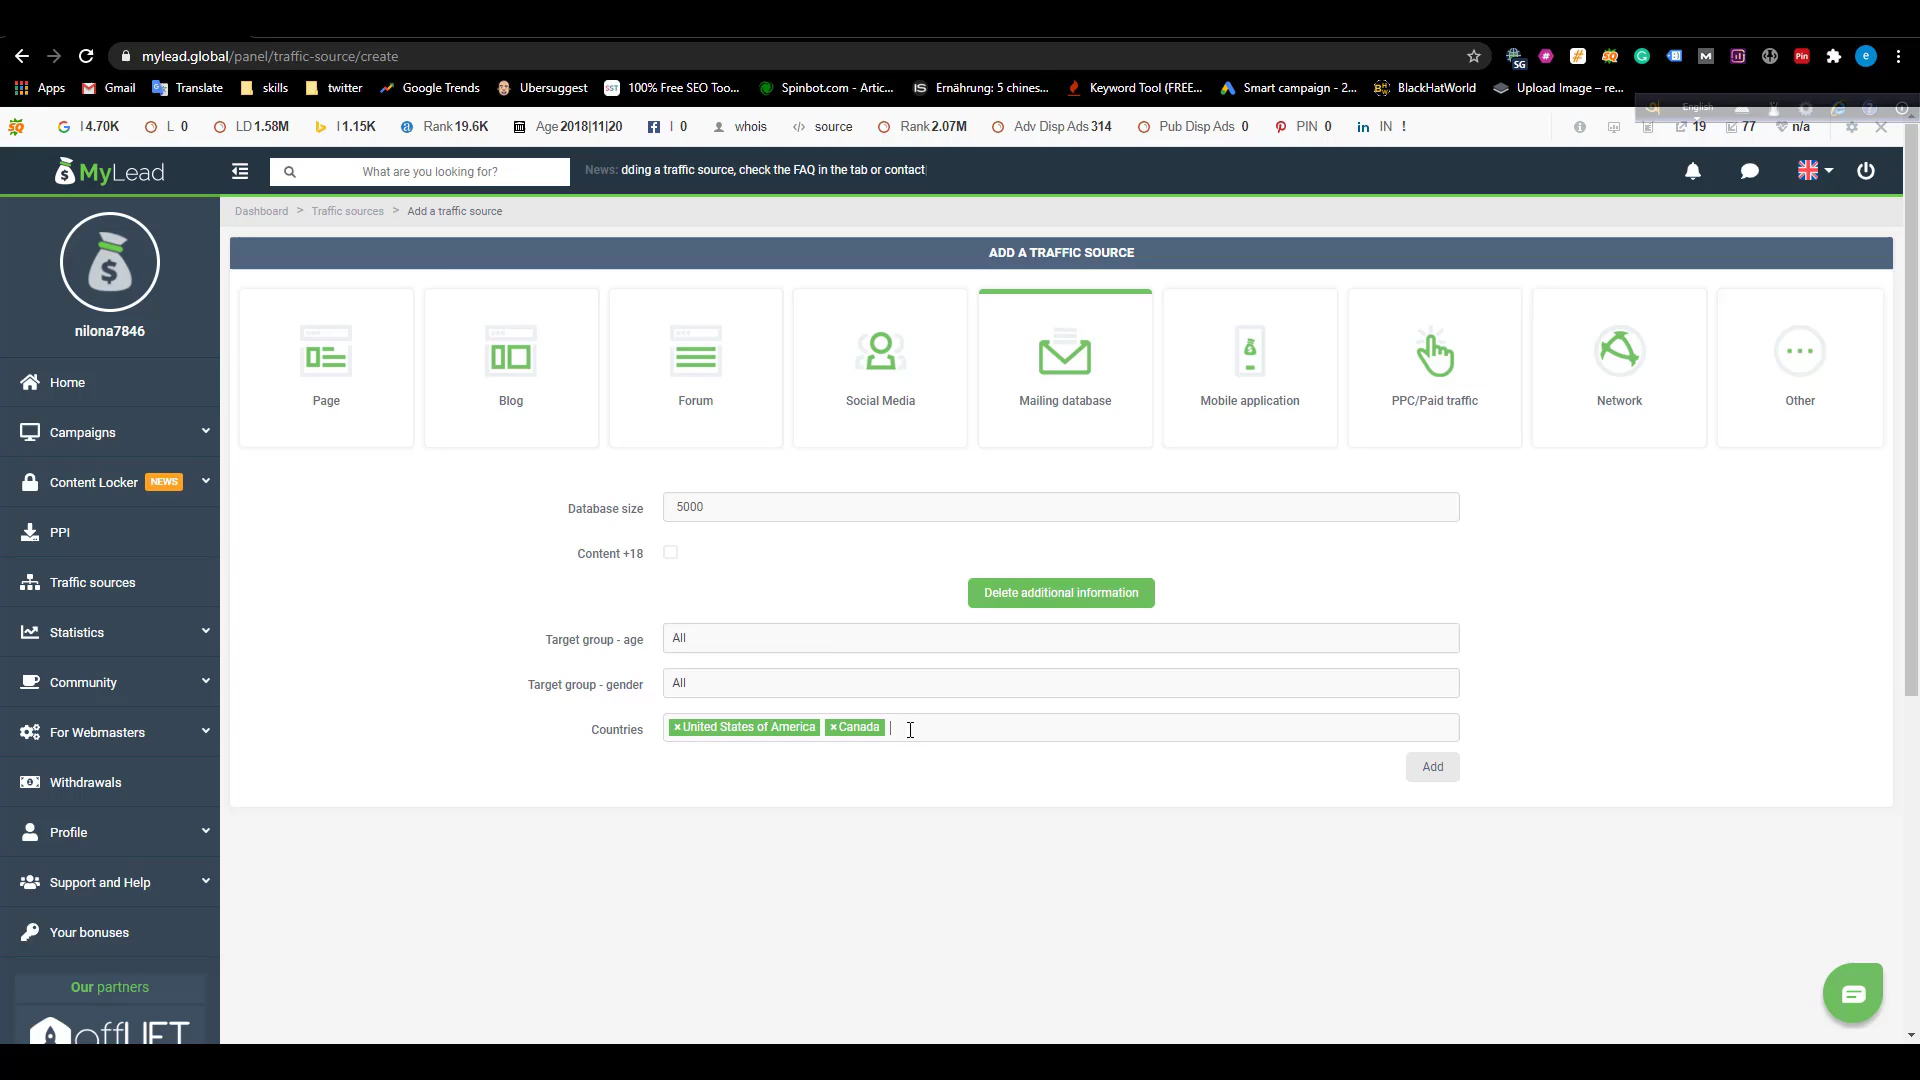 mylead.global/panel/traffic-source/create
SG
Pin
e
Apps Gmail Translate skills twitter Google Trends Ubersuggest 100% Free SEO Too... Spinbot.com - Artic... Ernährung: 5 chines... Keyword Tool (FREE... Smart campaign - 2... BlackHatWorld Upload Image – re...
English
I 4.70K L 0 LD 1.58M I 1.15K Rank 19.6K Age 2018|11|20 I 0 whois source Rank 2.07M Adv Disp Ads 314 Pub Disp Ads 0 PIN 0 IN ! 19 77 n/a
MyLead What are you looking for? News: dding a traffic source, check the FAQ in the tab or contact
Dashboard > Traffic sources > Add a traffic source
ADD A TRAFFIC SOURCE
Page Blog Forum Social Media Mailing database Mobile application PPC/Paid traffic Network Other
nilona7846
Home
Campaigns
Content Locker NEWS
PPI
Traffic sources
Statistics
Community
For Webmasters
Withdrawals
Profile
Support and Help
Your bonuses
Our partners
offLIFT
Database size 5000
Content +18
Delete additional information
Target group - age All
Target group - gender All
Countries ×United States of America ×Canada
Add